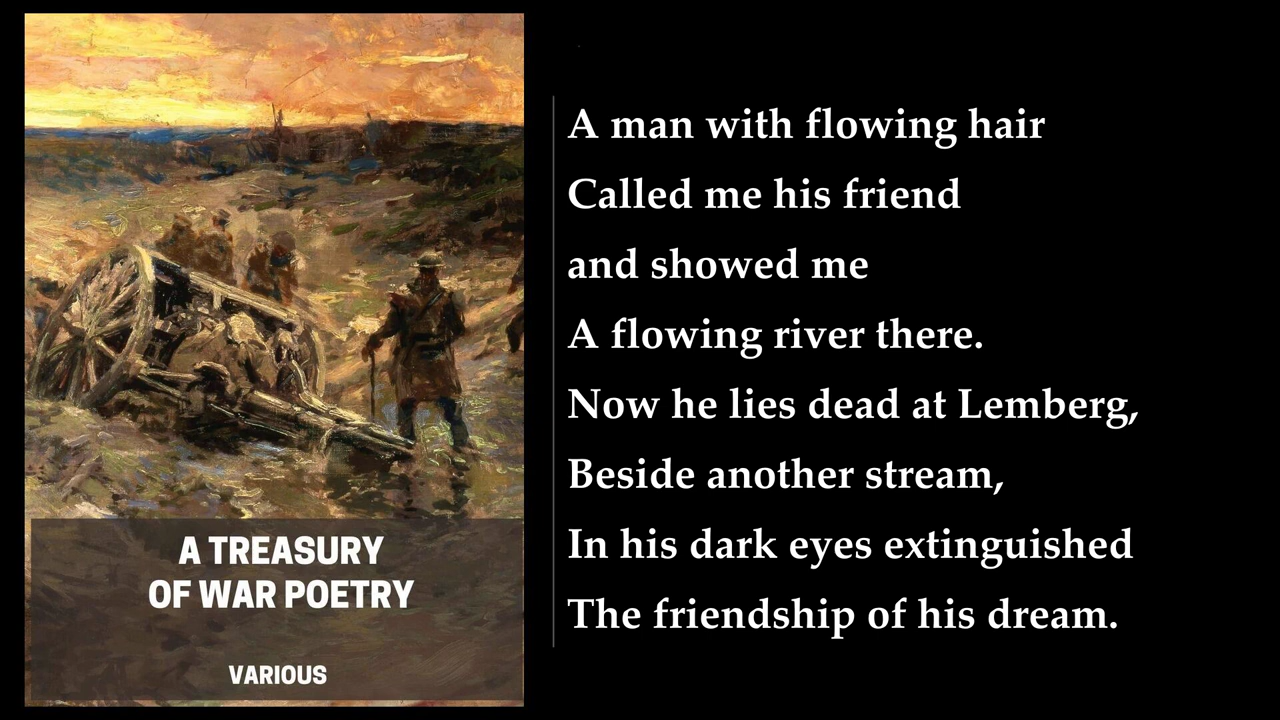 A TREASURY
OF WAR POETRY
VARIOUS
A man with flowing hair
Called me his friend
and showed me
A flowing river there.
Now he lies dead at Lemberg,
Beside another stream,
In his dark eyes extinguished
The friendship of his dream.